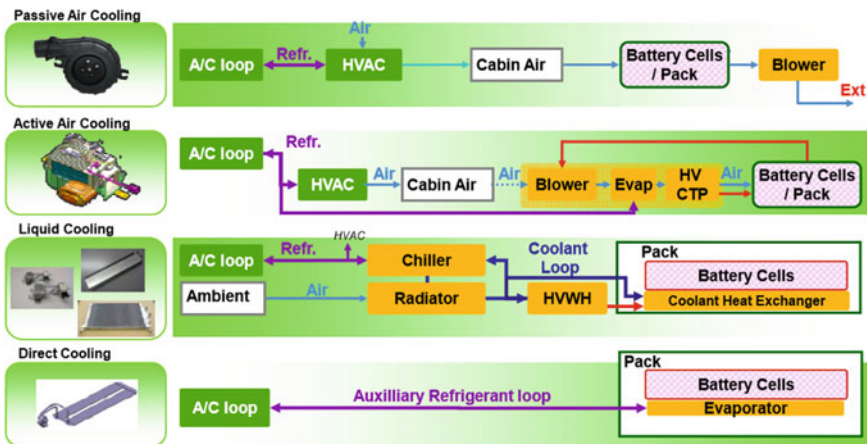 Passive Air Cooling
Air
A/C loop
Refr.
HVAC
Cabin Air
Battery Cells
/ Pack
Blower
Ext
Active Air Cooling
A/C loop
Refr.
HVAC
Air
Cabin Air
Air
Blower
Evap
HV
CTP
Air
Battery Cells
/ Pack
Liquid Cooling
A/C loop
Refr.
HVAC
Chiller
Coolant
Loop
Pack
Battery Cells
Ambient
Air
Radiator
HVWH
Coolant Heat Exchanger
Direct Cooling
A/C loop
Auxilliary Refrigerant loop
Pack
Battery Cells
Evaporator